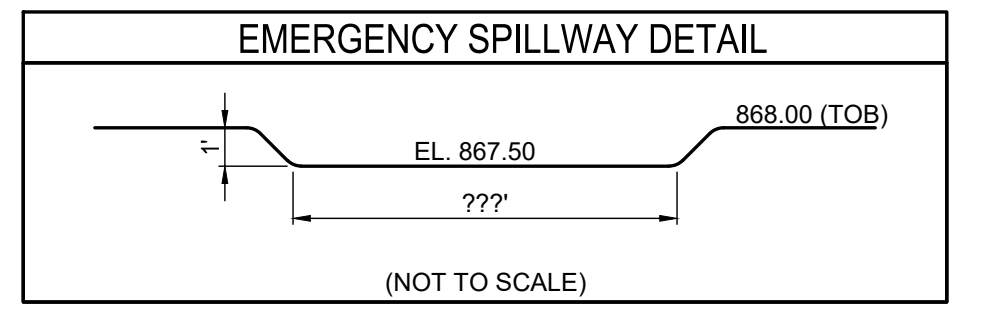 EMERGENCY SPILLWAY DETAIL
868.00 (TOB)
1'
EL. 867.50
???'
(NOT TO SCALE)